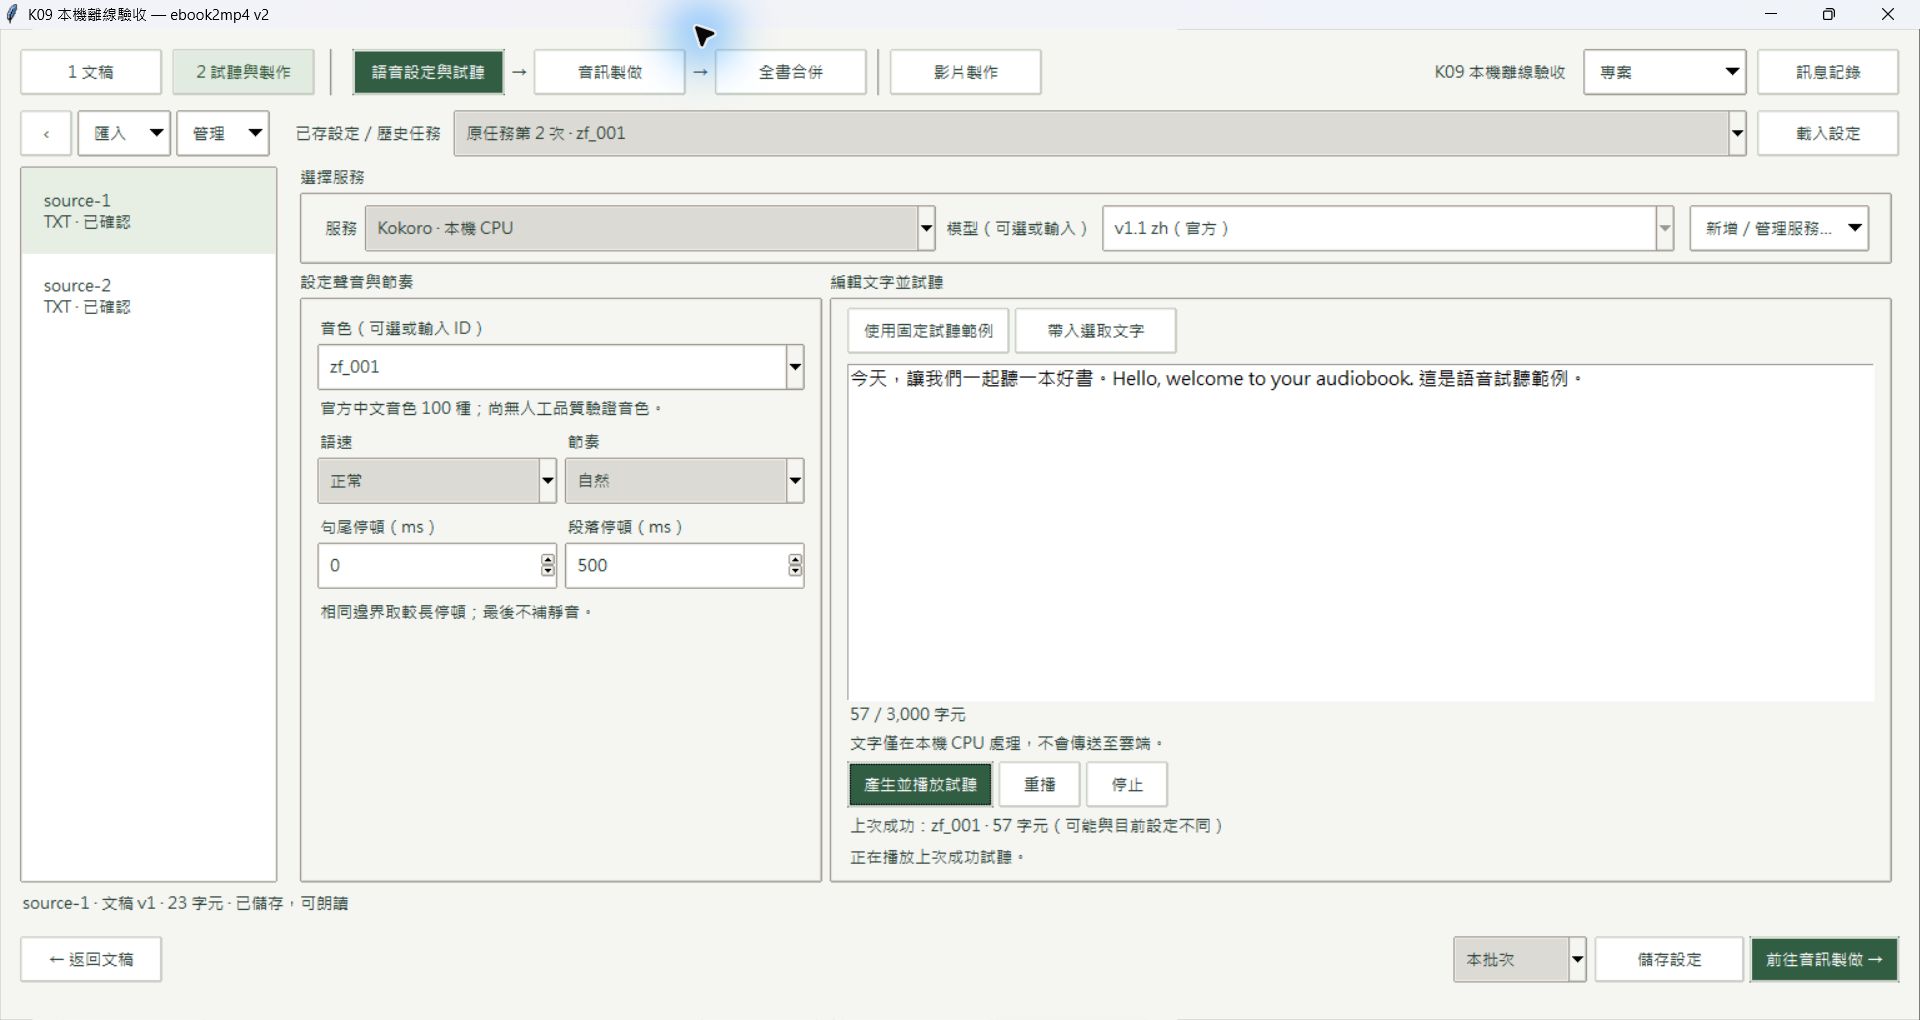 K09 本機離線驗收 — ebook2mp4 v2
1 文稿
2 試聽與製作
語音設定與試聽
→
音訊製做
→
全書合併
影片製作
K09 本機離線驗收
專案
訊息記錄
‹
匯入
管理
已存設定 / 歷史任務
原任務第 2 次 · zf_001
載入設定
source-1
TXT · 已確認
source-2
TXT · 已確認
選擇服務
服務
Kokoro · 本機 CPU
模型（可選或輸入）
v1.1 zh（官方）
新增 / 管理服務...
設定聲音與節奏
音色（可選或輸入 ID）
zf_001
官方中文音色 100 種；尚無人工品質驗證音色。
語速
節奏
正常
自然
句尾停頓（ms）
段落停頓（ms）
0
500
相同邊界取較長停頓；最後不補靜音。
編輯文字並試聽
使用固定試聽範例
帶入選取文字
今天，讓我們一起聽一本好書。Hello, welcome to your audiobook. 這是語音試聽範例。
57 / 3,000 字元
文字僅在本機 CPU 處理，不會傳送至雲端。
產生並播放試聽
重播
停止
上次成功：zf_001 · 57 字元（可能與目前設定不同）
正在播放上次成功試聽。
source-1 · 文稿 v1 · 23 字元 · 已儲存，可朗讀
← 返回文稿
本批次
儲存設定
前往音訊製做 →